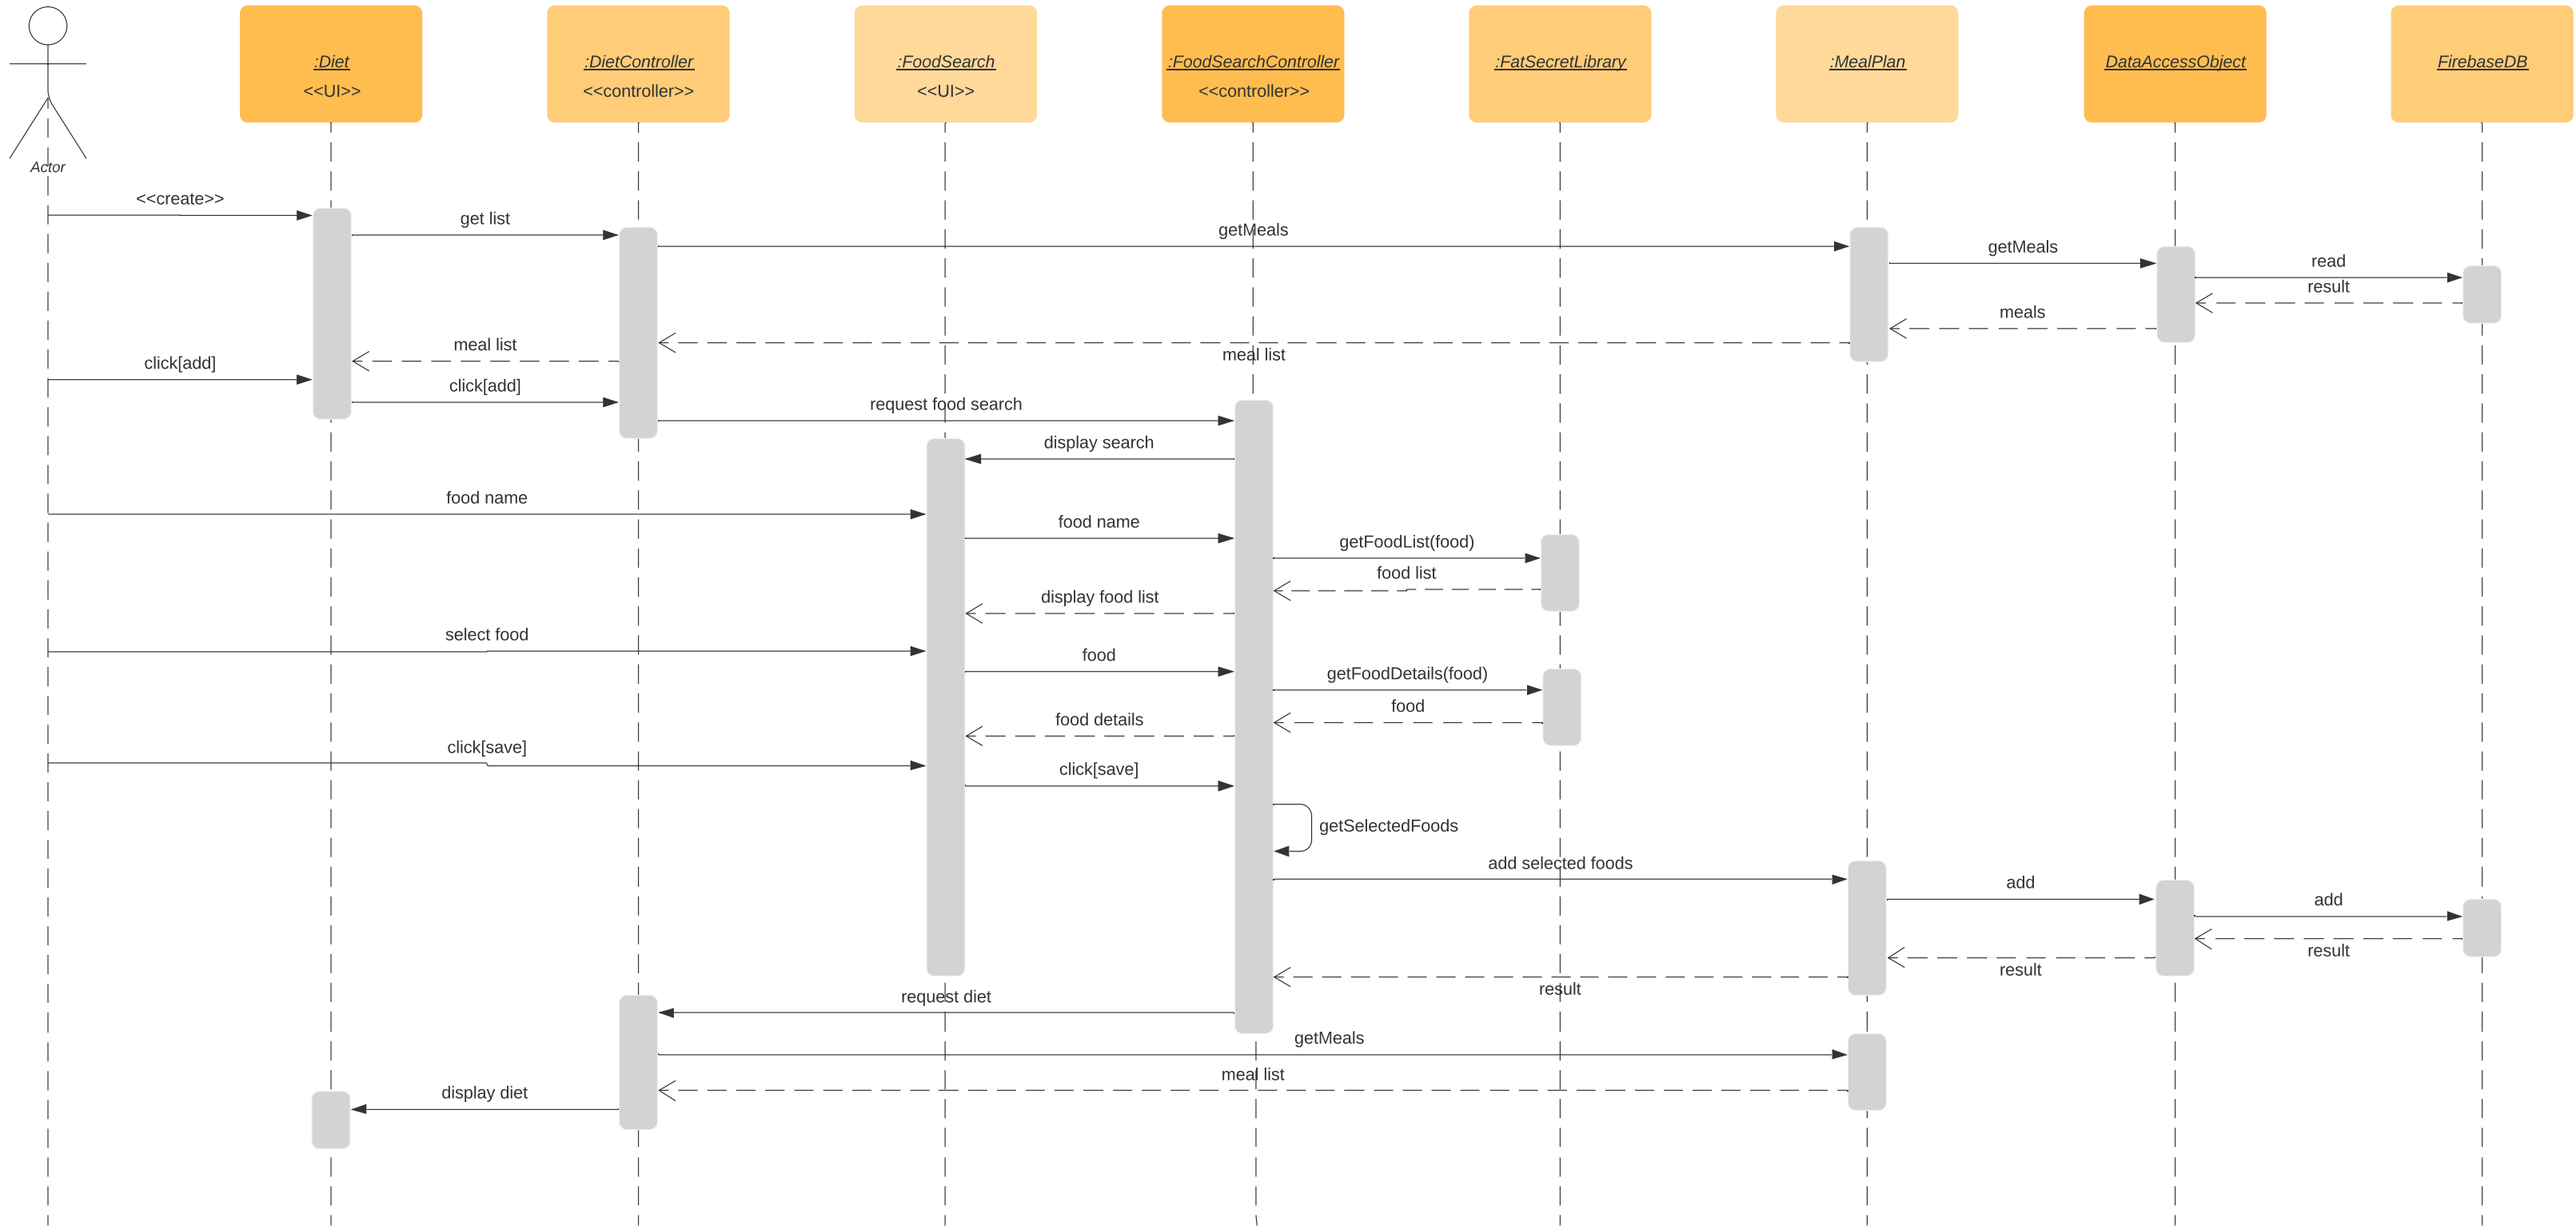 :Diet
<<UI>>
:DietController
<<controller>>
:FoodSearch
<<UI>>
:FoodSearchController
<<controller>>
:FatSecretLibrary
:MealPlan
DataAccessObject
FirebaseDB
Actor
<<create>>
get list
getMeals
getMeals
read
result
meals
meal list
meal list
click[add]
click[add]
request food search
display search
food name
food name
getFoodList(food)
food list
display food list
select food
food
getFoodDetails(food)
food
food details
click[save]
click[save]
getSelectedFoods
add selected foods
add
add
result
result
result
request diet
getMeals
meal list
display diet